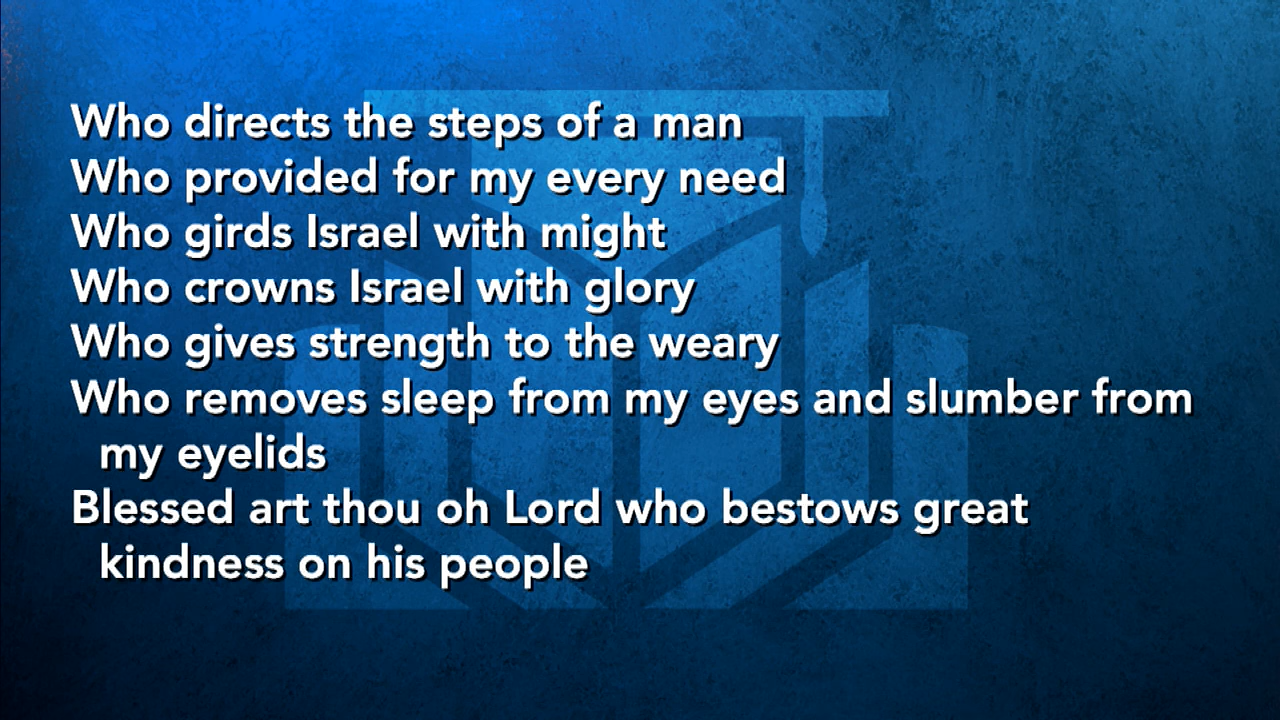 Who directs the steps of a man
Who provided for my every need
Who girds Israel with might
Who crowns Israel with glory
Who gives strength to the weary
Who removes sleep from my eyes and slumber from
my eyelids
Blessed art thou oh Lord who bestows great
kindness on his people